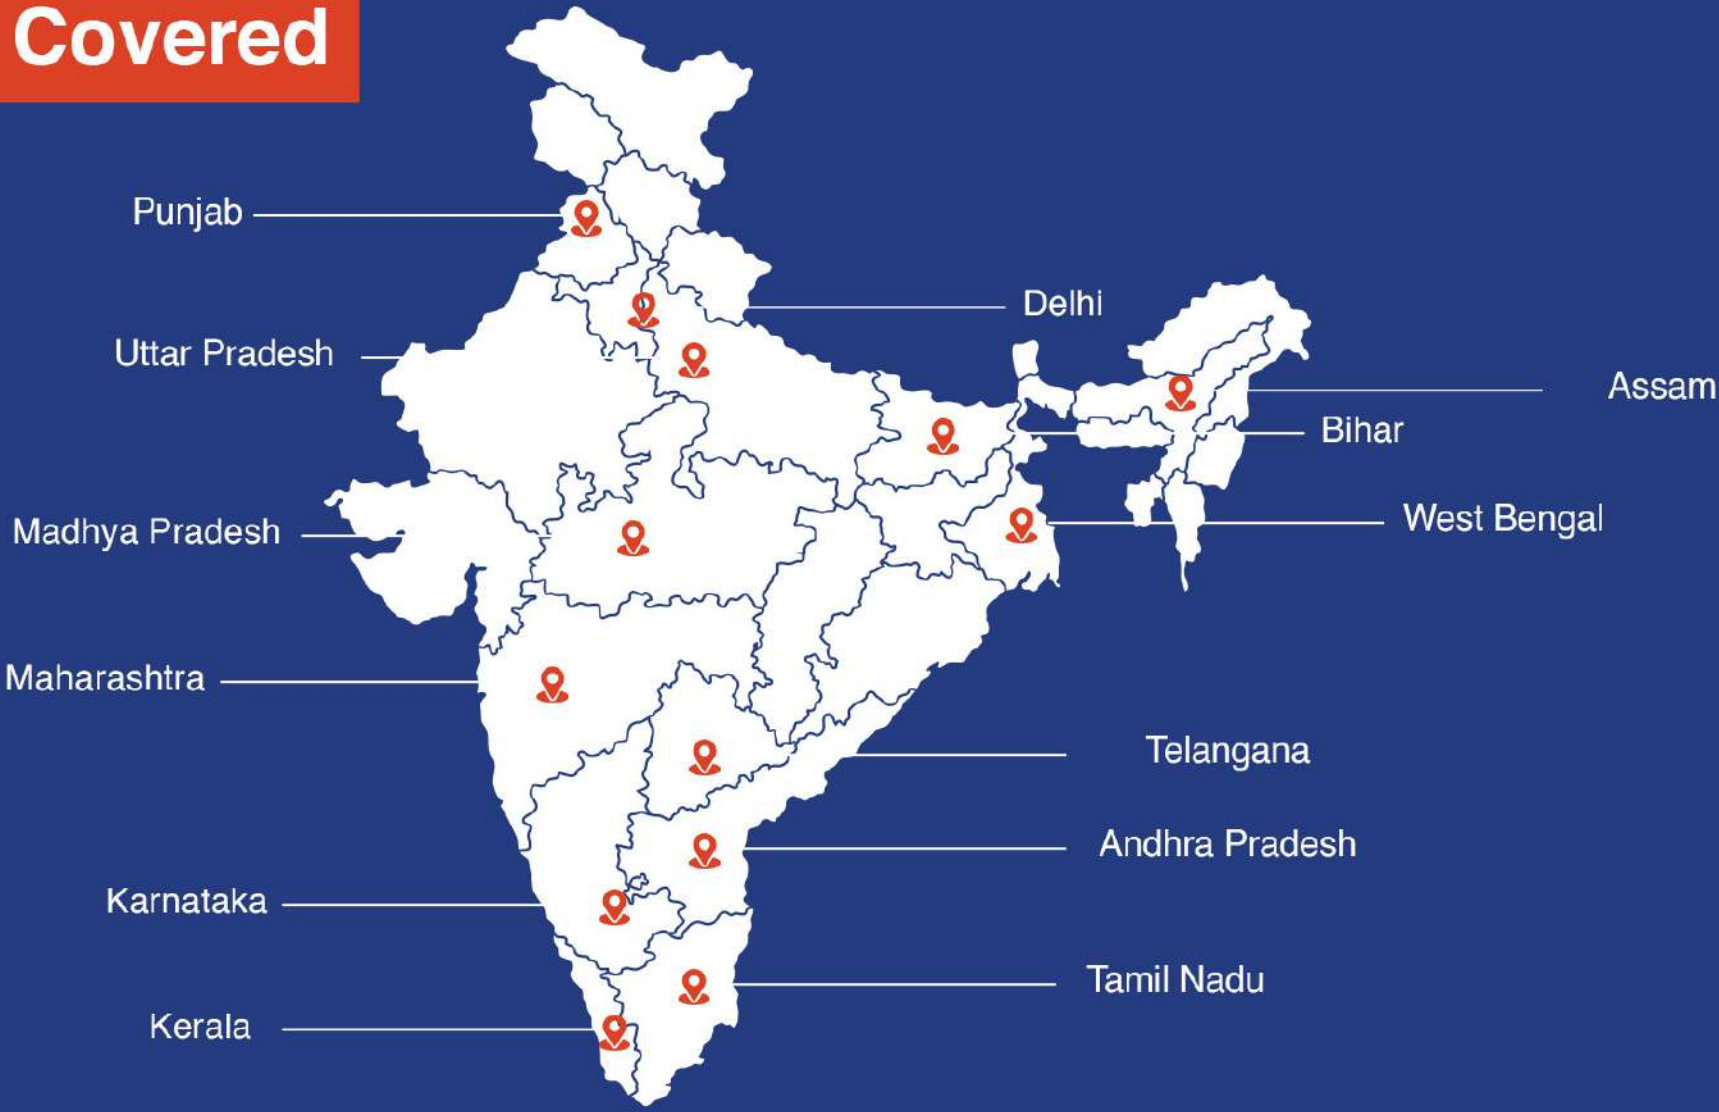 Covered
Punjab
Delhi
Uttar Pradesh
Assam
Bihar
West Bengal
Madhya Pradesh
Maharashtra
Telangana
Andhra Pradesh
Karnataka
Tamil Nadu
Kerala